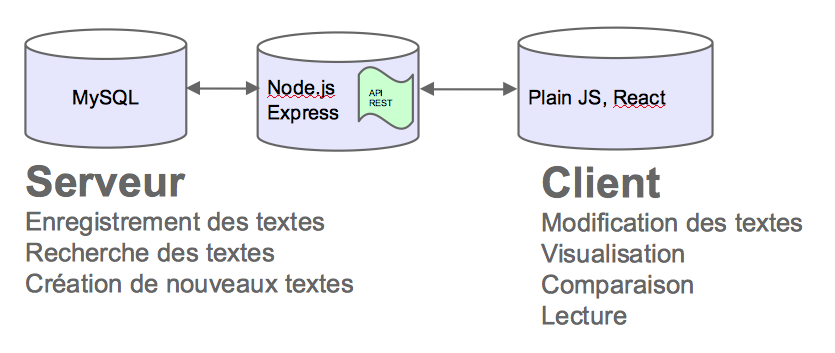 MySQL
Node.js
Express
API
REST
Plain JS, React
Serveur
Enregistrement des textes
Recherche des textes
Création de nouveaux textes
Client
Modification des textes
Visualisation
Comparaison
Lecture